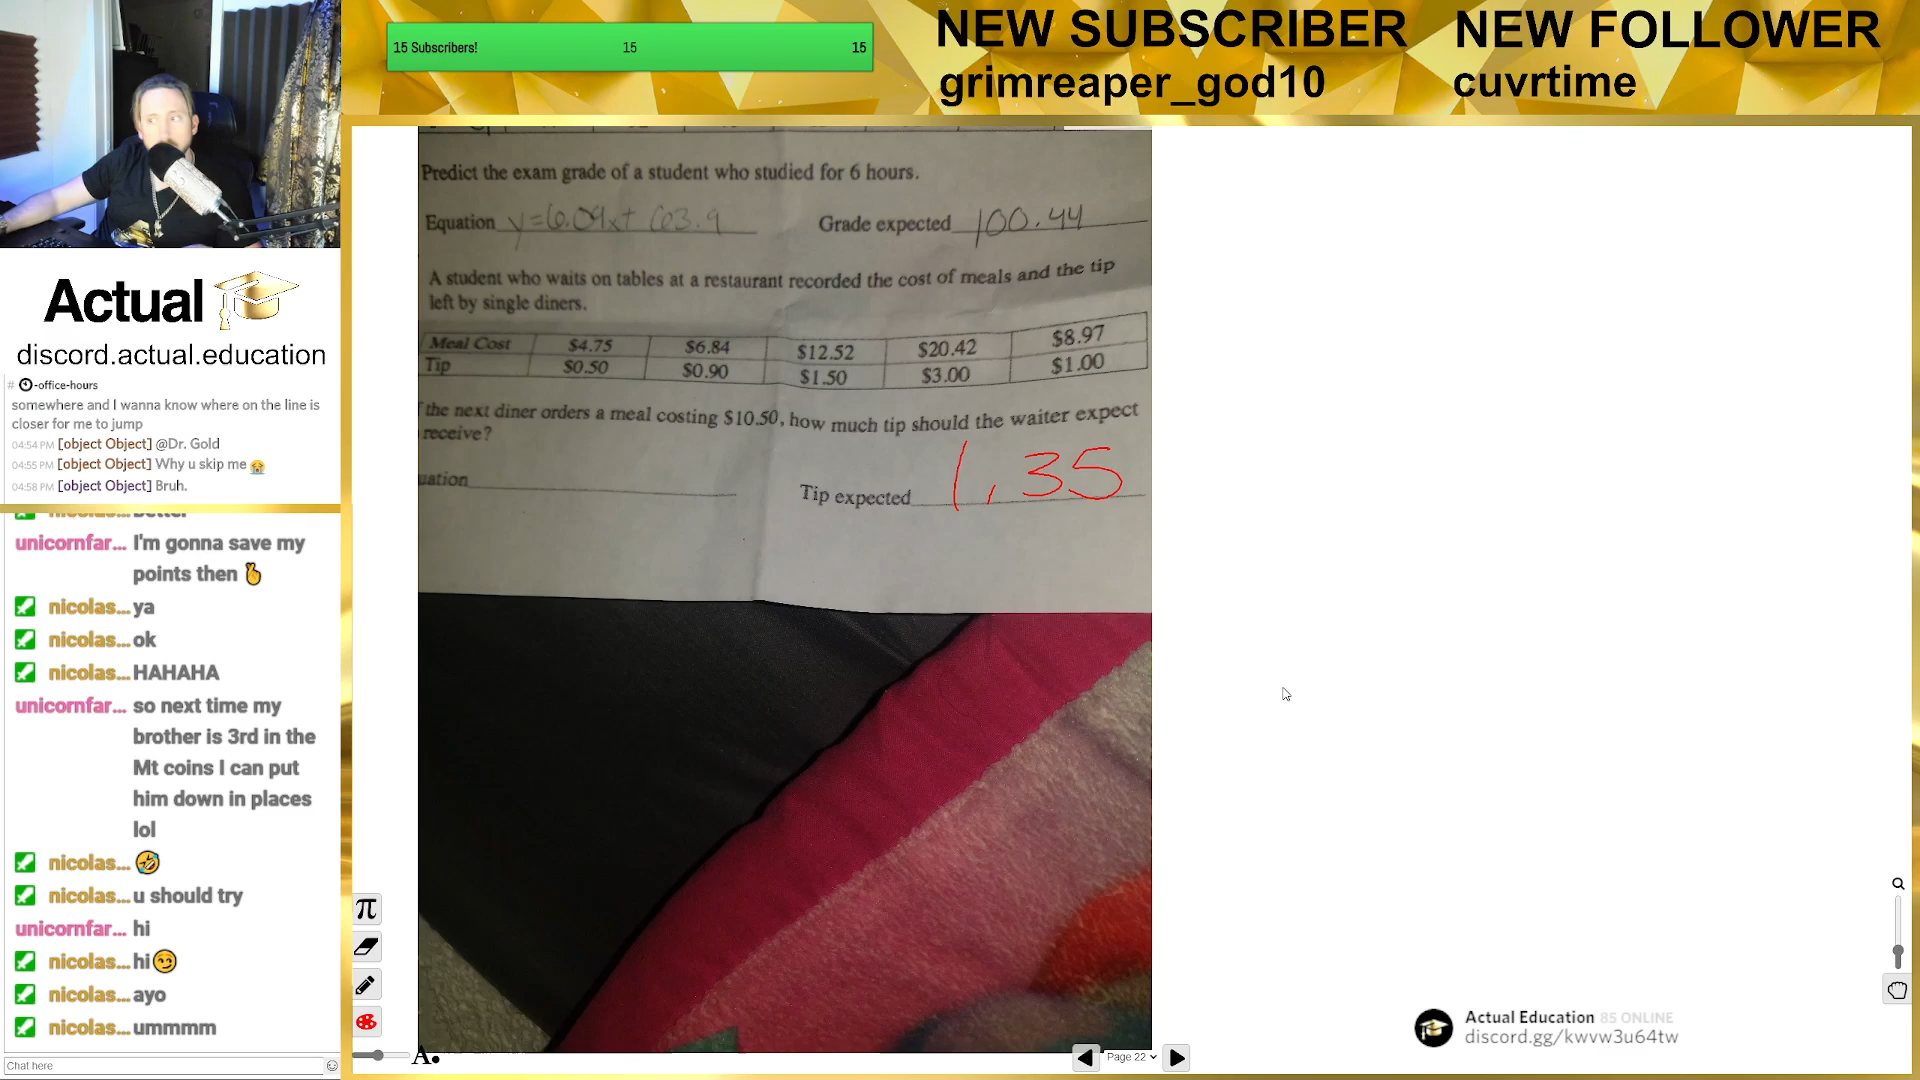 15 Subscribers!
15
15
NEW SUBSCRIBER
grimreaper_god10
NEW FOLLOWER
cuvrtime
Actual
discord.actual.education
# -office-hours
somewhere and I wanna know where on the line is
closer for me to jump
04:54 PM [object Object] @Dr. Gold
04:55 PM [object Object] Why u skip me 😭
04:58 PM [object Object] Bruh.
unicornfar... I'm gonna save my
points then 🤞
nicolas... ya
nicolas... ok
nicolas... HAHAHA
unicornfar... so next time my
brother is 3rd in the
Mt coins I can put
him down in places
lol
nicolas... 🤣
nicolas... u should try
unicornfar... hi
nicolas... hi😏
nicolas... ayo
nicolas... ummmm
Chat here
Predict the exam grade of a student who studied for 6 hours.
Equation y=6.09x+63.9 Grade expected 100.44
A student who waits on tables at a restaurant recorded the cost of meals and the tip
left by single diners.
Meal Cost $4.75 $6.84 $12.52 $20.42 $8.97
Tip $0.50 $0.90 $1.50 $3.00 $1.00
the next diner orders a meal costing $10.50, how much tip should the waiter expect
receive?
uation Tip expected 1,35
π
A.
Page 22
Actual Education 85 ONLINE
discord.gg/kwvw3u64tw